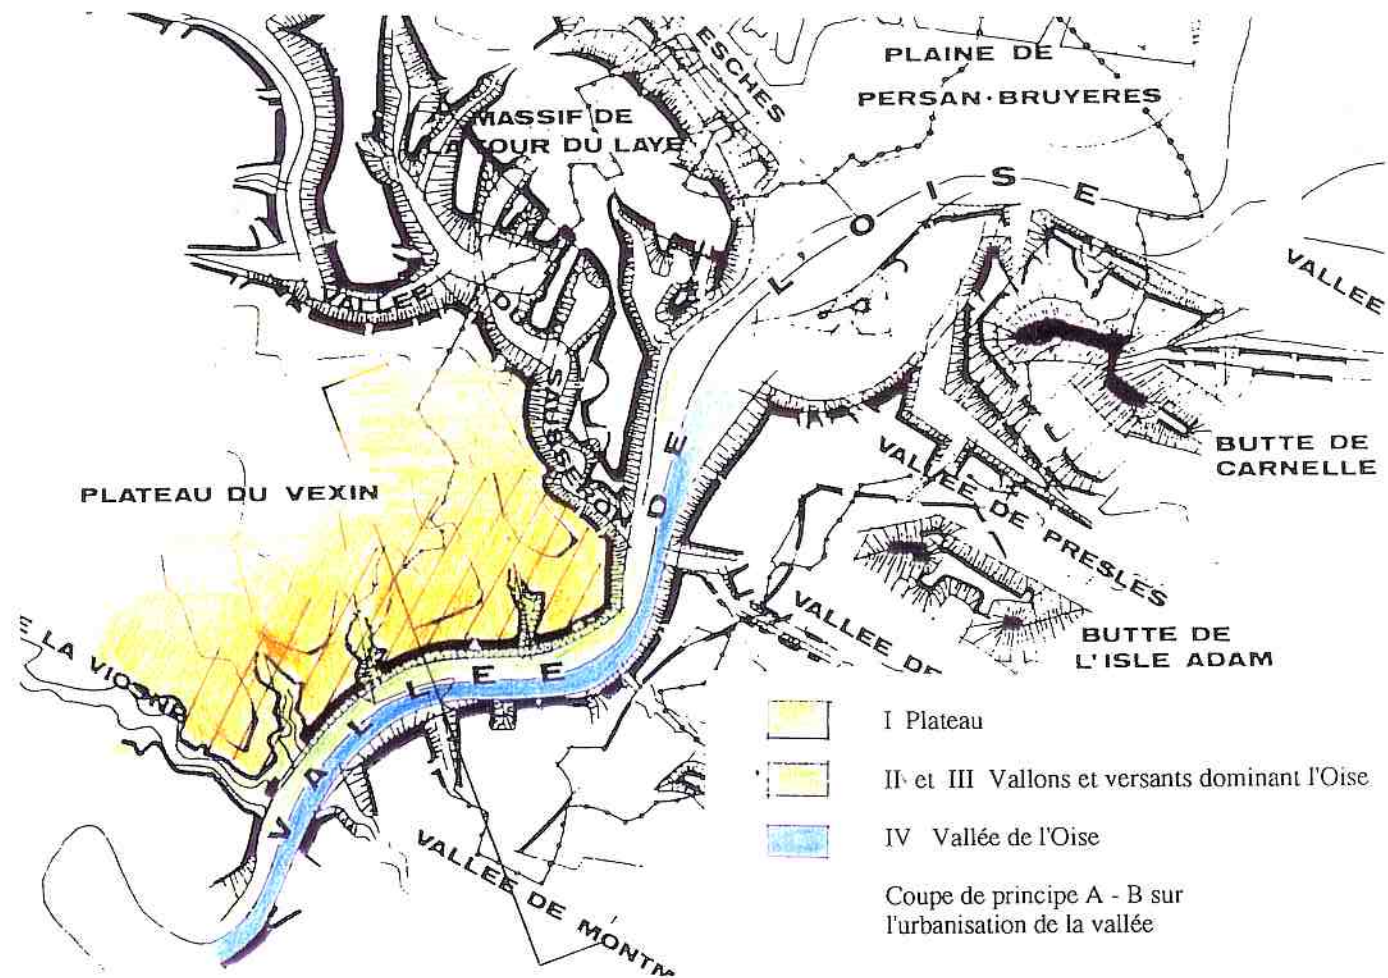 ESCHES
PLAINE DE
PERSAN·BRUYERES
MASSIF DE
LA TOUR DU LAYE
VALLEE DU SAUSSERON
VALLEE DE L'OISE
VALLEE
BUTTE DE
CARNELLE
PLATEAU DU VEXIN
VALLEE DE PRESLES
VALLEE DE
BUTTE DE
L'ISLE ADAM
E LA VIOSNE
VALLEE DE MONTM
I Plateau
II et III Vallons et versants dominant l'Oise
IV Vallée de l'Oise
Coupe de principe A - B sur
l'urbanisation de la vallée